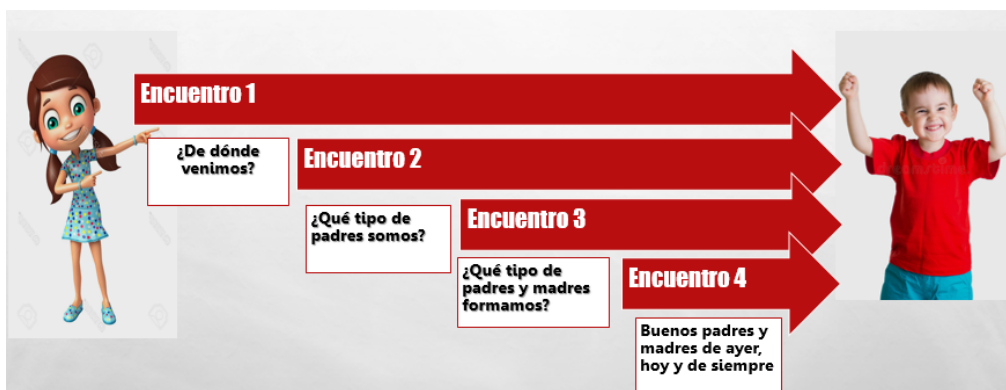 Encuentro 1
¿De dónde
venimos?
Encuentro 2
¿Qué tipo de
padres somos?
Encuentro 3
¿Qué tipo de
padres y madres
formamos?
Encuentro 4
Buenos padres y
madres de ayer,
hoy y de siempre